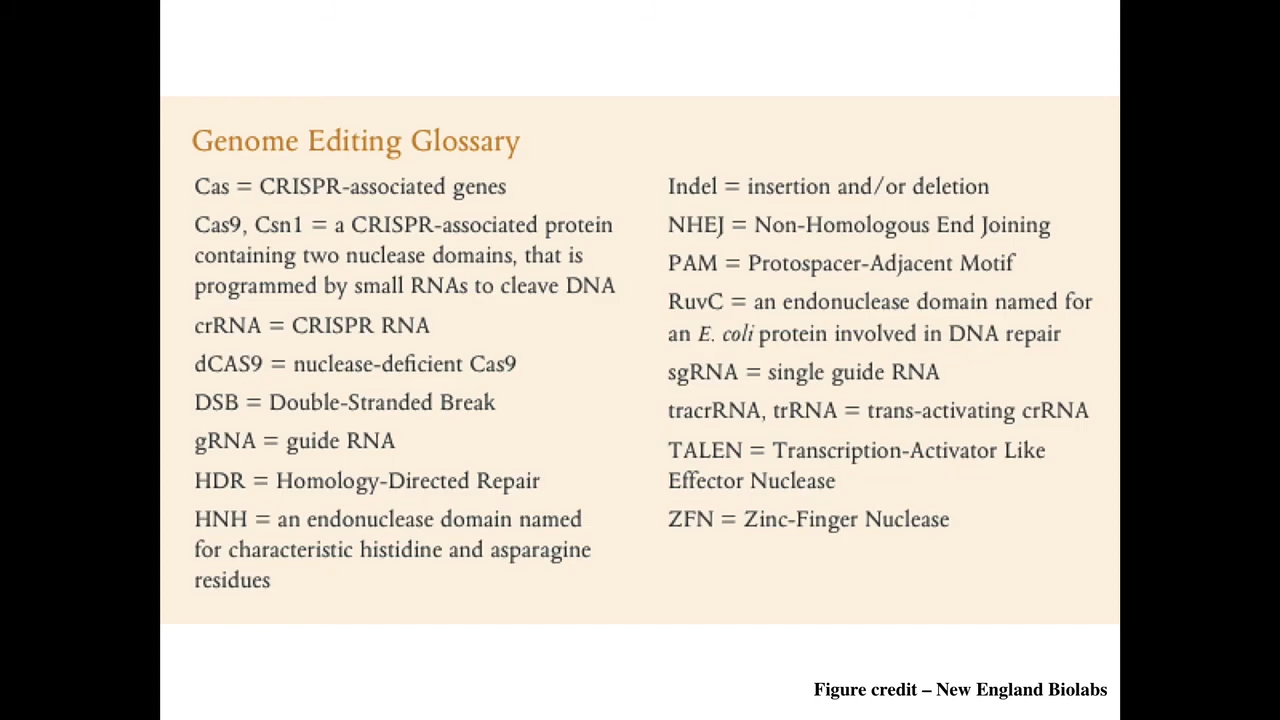 Genome Editing Glossary
Cas = CRISPR-associated genes
Cas9, Csn1 = a CRISPR-associated protein
containing two nuclease domains, that is
programmed by small RNAs to cleave DNA
crRNA = CRISPR RNA
dCAS9 = nuclease-deficient Cas9
DSB = Double-Stranded Break
gRNA = guide RNA
HDR = Homology-Directed Repair
HNH = an endonuclease domain named
for characteristic histidine and asparagine
residues
Indel = insertion and/or deletion
NHEJ = Non-Homologous End Joining
PAM = Protospacer-Adjacent Motif
RuvC = an endonuclease domain named for
an E. coli protein involved in DNA repair
sgRNA = single guide RNA
tracrRNA, trRNA = trans-activating crRNA
TALEN = Transcription-Activator Like
Effector Nuclease
ZFN = Zinc-Finger Nuclease
Figure credit – New England Biolabs